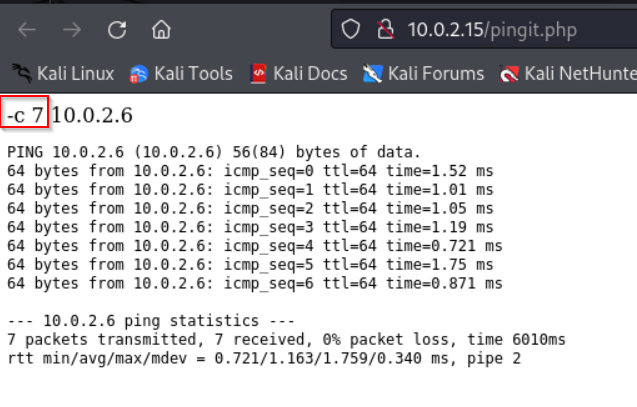 10.0.2.15/pingit.php
Kali Linux Kali Tools Kali Docs Kali Forums Kali NetHunte
-c 7 10.0.2.6
PING 10.0.2.6 (10.0.2.6) 56(84) bytes of data.
64 bytes from 10.0.2.6: icmp_seq=0 ttl=64 time=1.52 ms
64 bytes from 10.0.2.6: icmp_seq=1 ttl=64 time=1.01 ms
64 bytes from 10.0.2.6: icmp_seq=2 ttl=64 time=1.05 ms
64 bytes from 10.0.2.6: icmp_seq=3 ttl=64 time=1.19 ms
64 bytes from 10.0.2.6: icmp_seq=4 ttl=64 time=0.721 ms
64 bytes from 10.0.2.6: icmp_seq=5 ttl=64 time=1.75 ms
64 bytes from 10.0.2.6: icmp_seq=6 ttl=64 time=0.871 ms
--- 10.0.2.6 ping statistics ---
7 packets transmitted, 7 received, 0% packet loss, time 6010ms
rtt min/avg/max/mdev = 0.721/1.163/1.759/0.340 ms, pipe 2